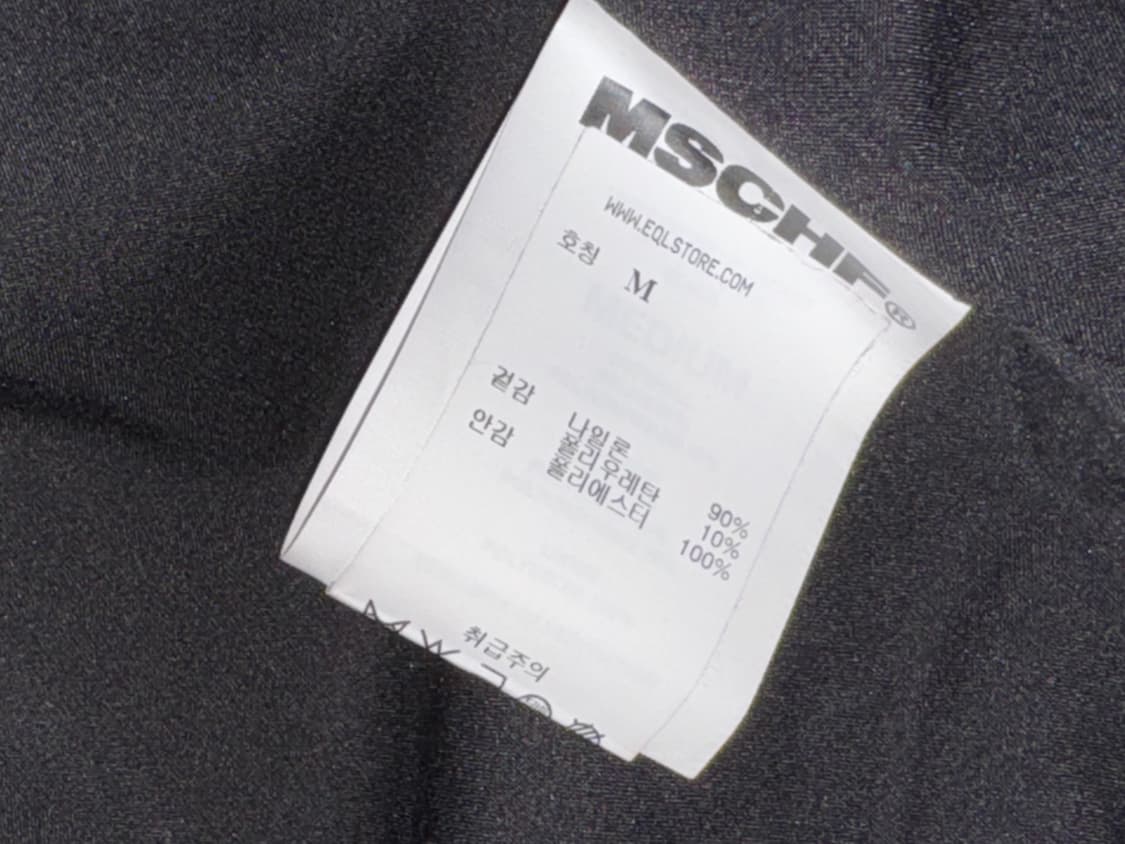 MSCHF®
WWW.EQLSTORE.COM
호칭 M
겉감 나일론 90%
폴리우레탄 10%
안감 폴리에스터 100%
취급주의